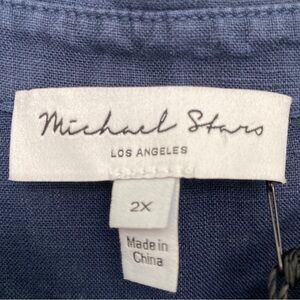 Michael Stars
LOS ANGELES
2X
Made in
China